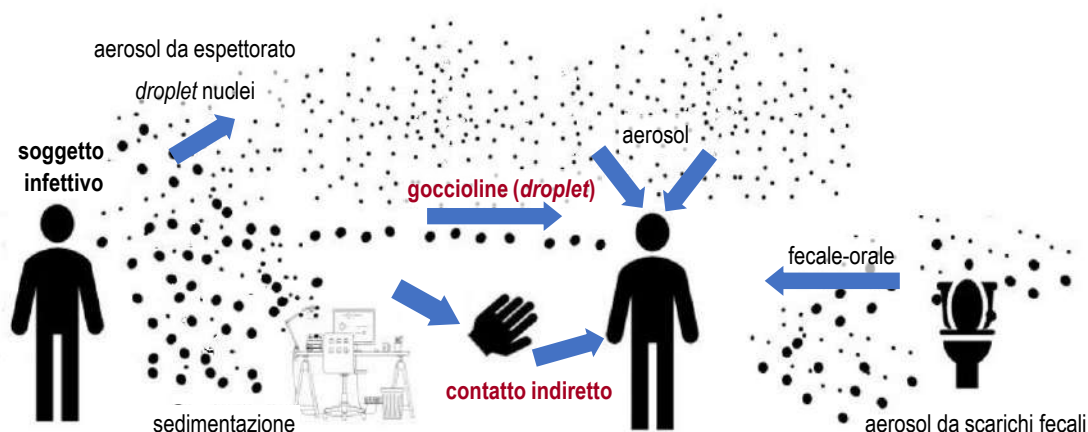 aerosol da espettorato
droplet nuclei
soggetto
infettivo
aerosol
goccioline (droplet)
fecale-orale
contatto indiretto
sedimentazione
aerosol da scarichi fecali